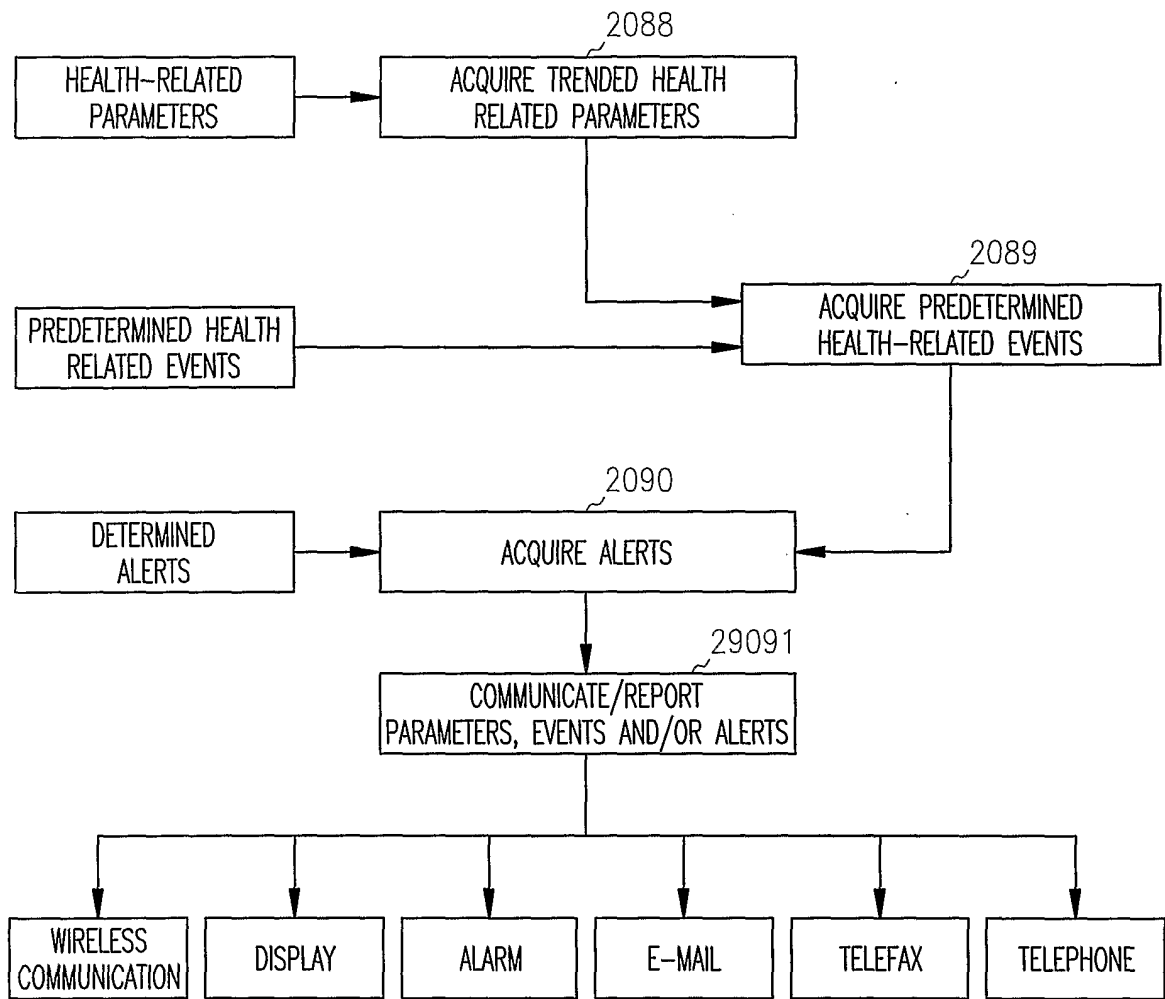 2088
HEALTH-RELATED
PARAMETERS
ACQUIRE TRENDED HEALTH
RELATED PARAMETERS
2089
PREDETERMINED HEALTH
RELATED EVENTS
ACQUIRE PREDETERMINED
HEALTH-RELATED EVENTS
2090
DETERMINED
ALERTS
ACQUIRE ALERTS
29091
COMMUNICATE/REPORT
PARAMETERS, EVENTS AND/OR ALERTS
WIRELESS
COMMUNICATION
DISPLAY
ALARM
E-MAIL
TELEFAX
TELEPHONE